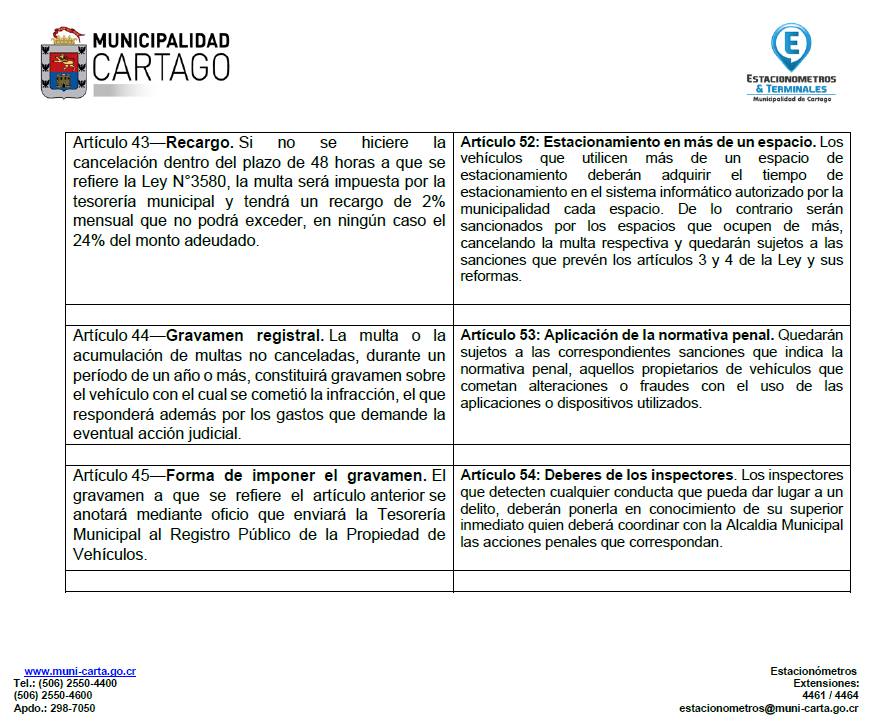 MUNICIPALIDAD
CARTAGO
E
ESTACIONOMETROS
& TERMINALES
Municipalidad de Cartago
Artículo 43—Recargo. Si no se hiciere la
cancelación dentro del plazo de 48 horas a que se
refiere la Ley N°3580, la multa será impuesta por la
tesorería municipal y tendrá un recargo de 2%
mensual que no podrá exceder, en ningún caso el
24% del monto adeudado.
Artículo 52: Estacionamiento en más de un espacio. Los
vehículos que utilicen más de un espacio de
estacionamiento deberán adquirir el tiempo de
estacionamiento en el sistema informático autorizado por la
municipalidad cada espacio. De lo contrario serán
sancionados por los espacios que ocupen de más,
cancelando la multa respectiva y quedarán sujetos a las
sanciones que prevén los artículos 3 y 4 de la Ley y sus
reformas.
Artículo 44—Gravamen registral. La multa o la
acumulación de multas no canceladas, durante un
período de un año o más, constituirá gravamen sobre
el vehículo con el cual se cometió la infracción, el que
responderá además por los gastos que demande la
eventual acción judicial.
Artículo 53: Aplicación de la normativa penal. Quedarán
sujetos a las correspondientes sanciones que indica la
normativa penal, aquellos propietarios de vehículos que
cometan alteraciones o fraudes con el uso de las
aplicaciones o dispositivos utilizados.
Artículo 45—Forma de imponer el gravamen. El
gravamen a que se refiere el artículo anterior se
anotará mediante oficio que enviará la Tesorería
Municipal al Registro Público de la Propiedad de
Vehículos.
Artículo 54: Deberes de los inspectores. Los inspectores
que detecten cualquier conducta que pueda dar lugar a un
delito, deberán ponerla en conocimiento de su superior
inmediato quien deberá coordinar con la Alcaldia Municipal
las acciones penales que correspondan.
www.muni-carta.go.cr
Tel.: (506) 2550-4400
(506) 2550-4600
Apdo.: 298-7050
Estacionómetros
Extensiones:
4461 / 4464
estacionometros@muni-carta.go.cr